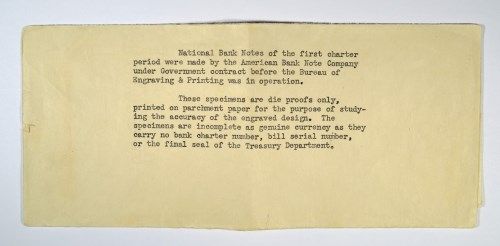 National Bank Notes of the first charter
period were made by the American Bank Note Company
under Government contract before the Bureau of
Engraving & Printing was in operation.
These specimens are die proofs only,
printed on parchment paper for the purpose of study-
ing the accuracy of the engraved design. The
specimens are incomplete as genuine currency as they
carry no bank charter number, bill serial number,
or the final seal of the Treasury Department.